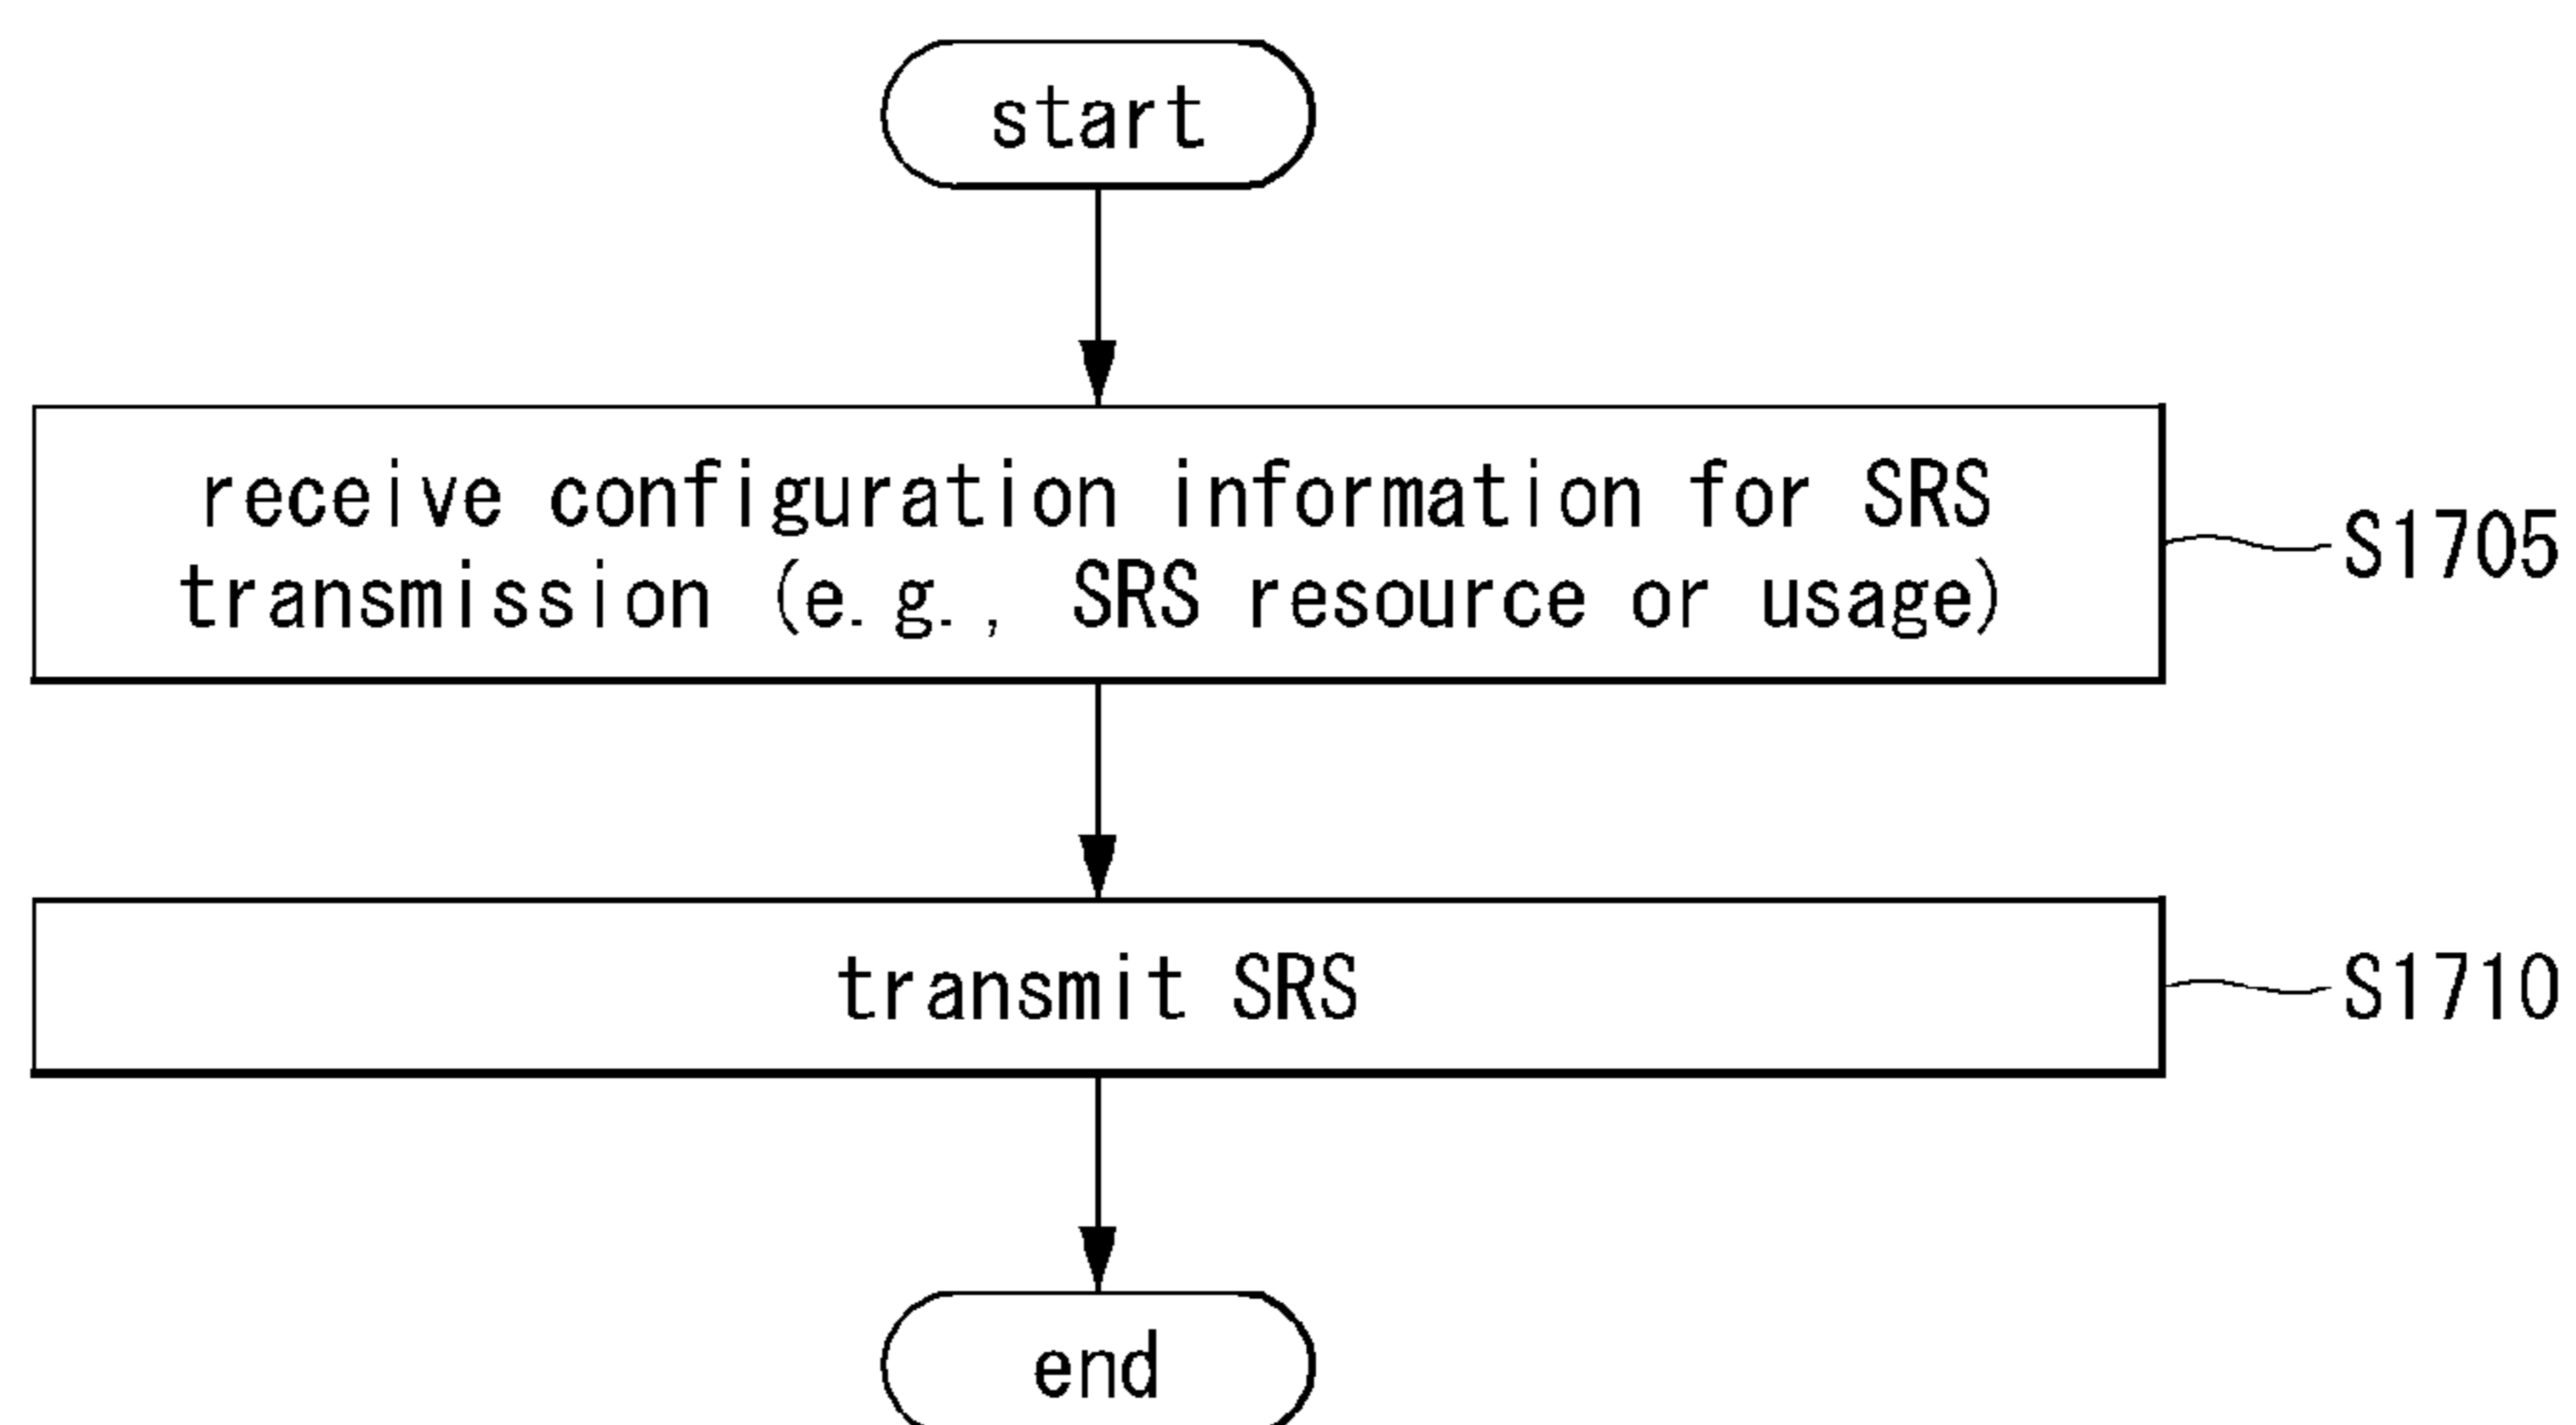 start
receive configuration information for SRS
transmission (e.g., SRS resource or usage)
S1705
transmit SRS
S1710
end